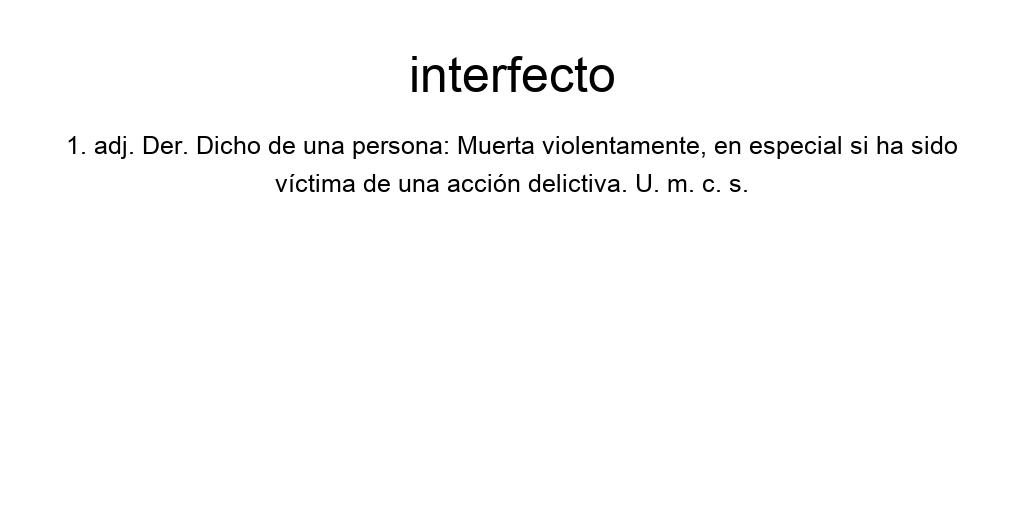 interfecto
1. adj. Der. Dicho de una persona: Muerta violentamente, en especial si ha sido
víctima de una acción delictiva. U. m. c. s.